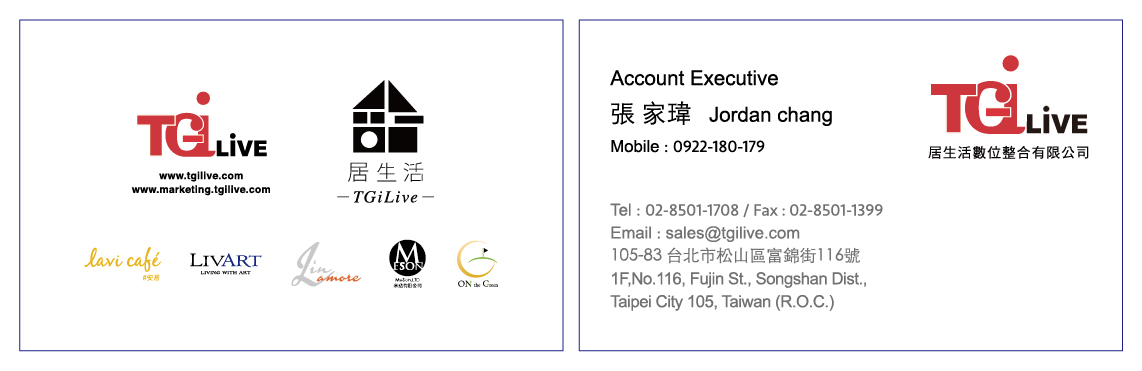 TGiLiVE
www.tgilive.com
www.marketing.tgilive.com
居生活
—TGiLive—
lavi café
LIVART
LIVING WITH ART
Lin amore
MESON
ON the Green
Account Executive
張家瑋 Jordan chang
Mobile : 0922-180-179
TGiLiVE
居生活數位整合有限公司
Tel : 02-8501-1708 / Fax : 02-8501-1399
Email : sales@tgilive.com
105-83 台北市松山區富錦街116號
1F,No.116, Fujin St., Songshan Dist.,
Taipei City 105, Taiwan (R.O.C.)